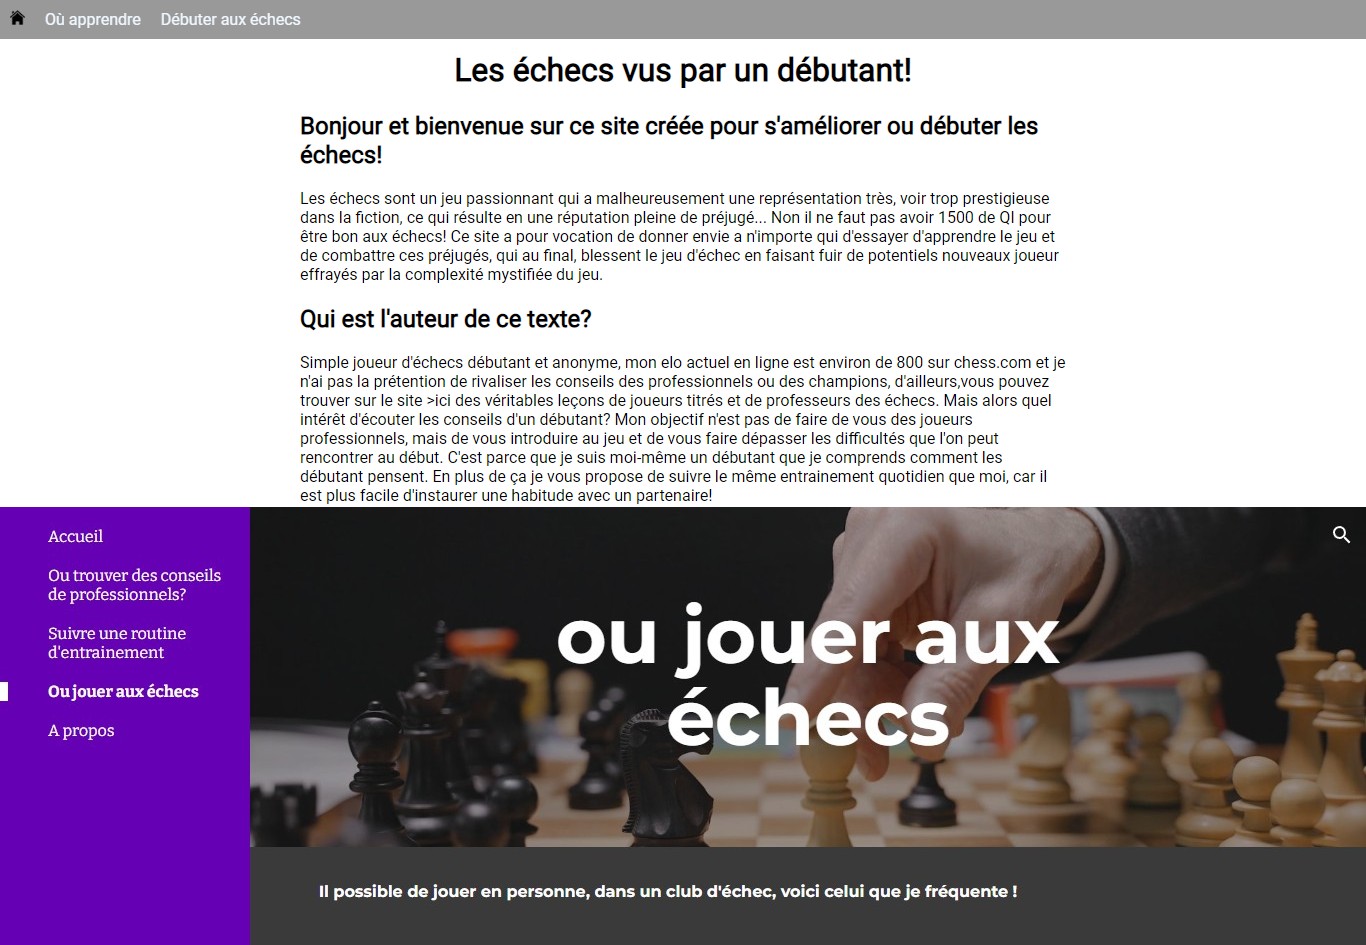 Où apprendre Débuter aux échecs
Les échecs vus par un débutant!
Bonjour et bienvenue sur ce site créée pour s'améliorer ou débuter les
échecs!
Les échecs sont un jeu passionnant qui a malheureusement une représentation très, voir trop prestigieuse
dans la fiction, ce qui résulte en une réputation pleine de préjugé... Non il ne faut pas avoir 1500 de QI pour
être bon aux échecs! Ce site a pour vocation de donner envie a n'importe qui d'essayer d'apprendre le jeu et
de combattre ces préjugés, qui au final, blessent le jeu d'échec en faisant fuir de potentiels nouveaux joueur
effrayés par la complexité mystifiée du jeu.
Qui est l'auteur de ce texte?
Simple joueur d'échecs débutant et anonyme, mon elo actuel en ligne est environ de 800 sur chess.com et je
n'ai pas la prétention de rivaliser les conseils des professionnels ou des champions, d'ailleurs,vous pouvez
trouver sur le site >ici des véritables leçons de joueurs titrés et de professeurs des échecs. Mais alors quel
intérêt d'écouter les conseils d'un débutant? Mon objectif n'est pas de faire de vous des joueurs
professionnels, mais de vous introduire au jeu et de vous faire dépasser les difficultés que l'on peut
rencontrer au début. C'est parce que je suis moi-même un débutant que je comprends comment les
débutant pensent. En plus de ça je vous propose de suivre le même entrainement quotidien que moi, car il
est plus facile d'instaurer une habitude avec un partenaire!
Accueil
Ou trouver des conseils
de professionnels?
Suivre une routine
d'entrainement
Ou jouer aux échecs
A propos
ou jouer aux
échecs
Il possible de jouer en personne, dans un club d'échec, voici celui que je fréquente !